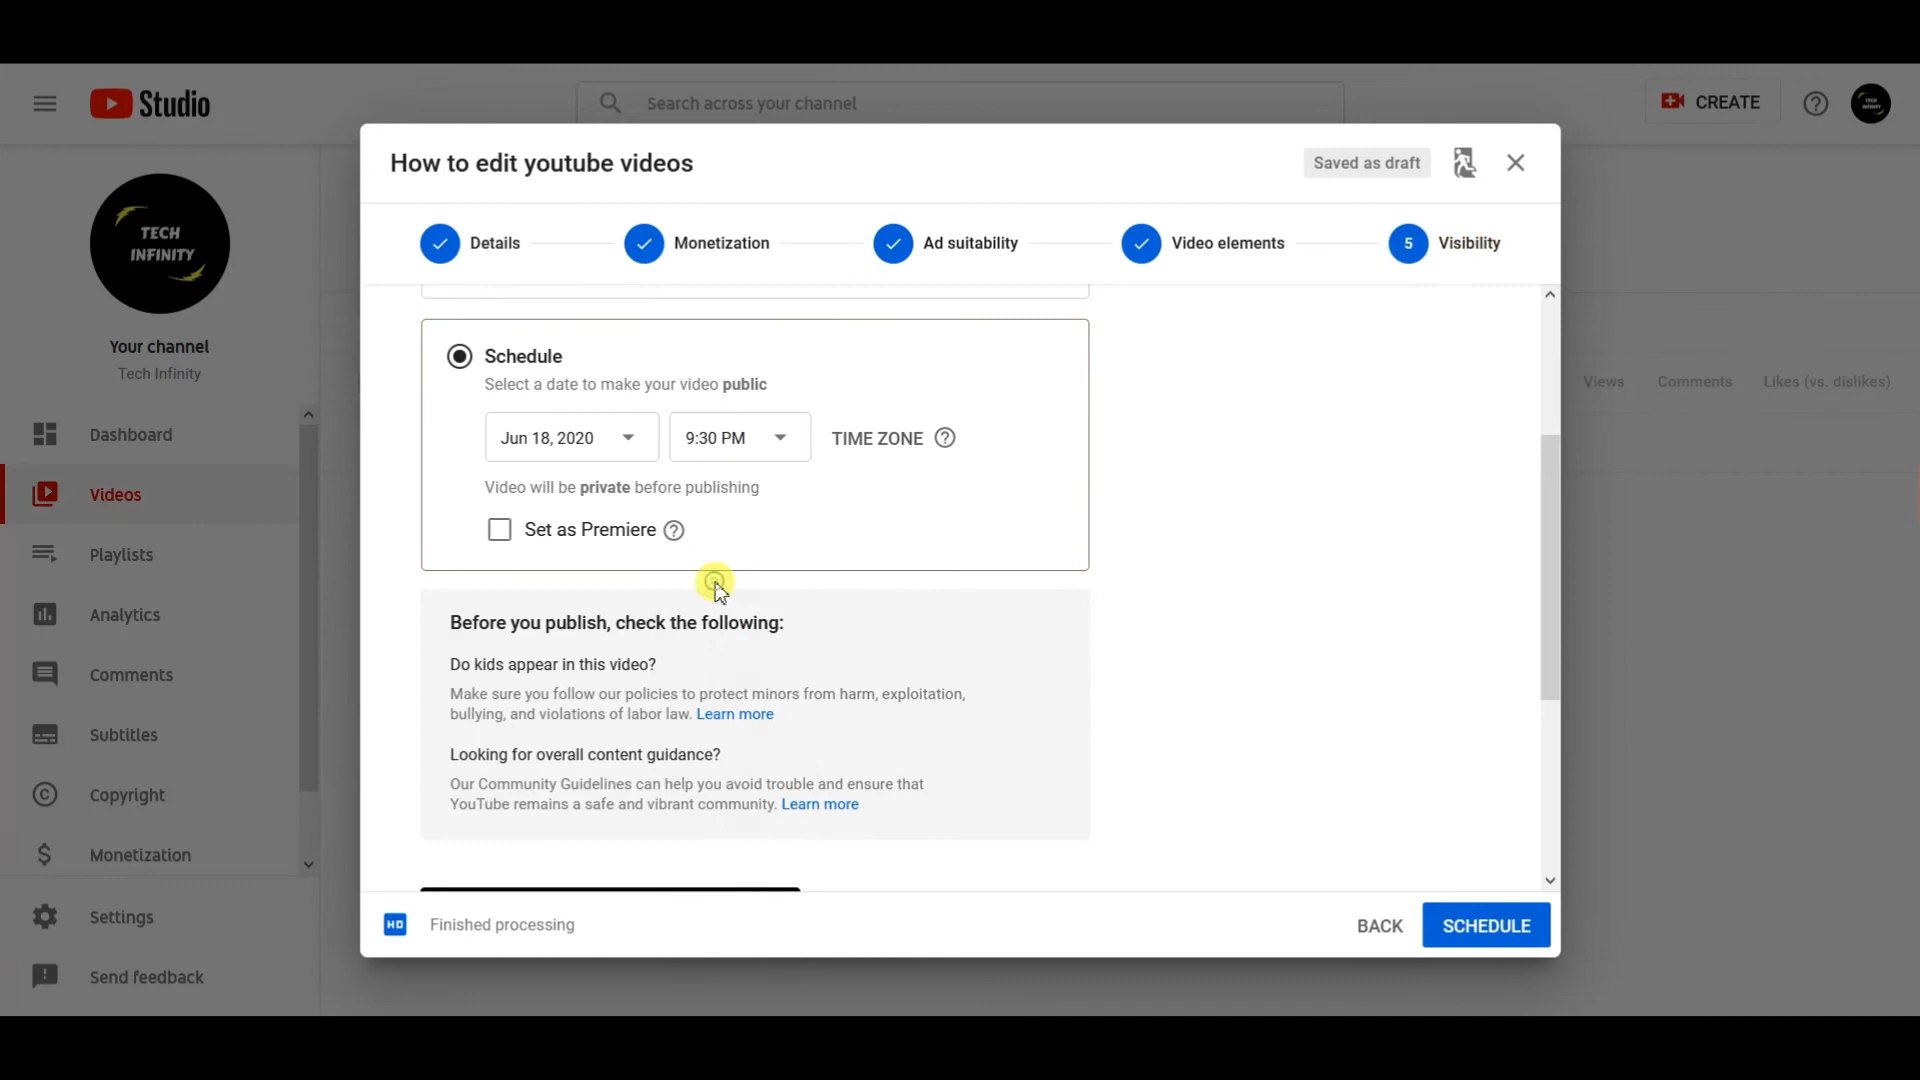 Studio
Search across your channel
CREATE
How to edit youtube videos
Saved as draft
Details
Monetization
Ad suitability
Video elements
5
Visibility
TECH
INFINITY
Your channel
Tech Infinity
Dashboard
Videos
Playlists
Analytics
Comments
Subtitles
Copyright
Monetization
Settings
Send feedback
Schedule
Select a date to make your video public
Jun 18, 2020
9:30 PM
TIME ZONE
Video will be private before publishing
Set as Premiere
Before you publish, check the following:
Do kids appear in this video?
Make sure you follow our policies to protect minors from harm, exploitation,
bullying, and violations of labor law. Learn more
Looking for overall content guidance?
Our Community Guidelines can help you avoid trouble and ensure that
YouTube remains a safe and vibrant community. Learn more
Views
Comments
Likes (vs. dislikes)
HD
Finished processing
BACK
SCHEDULE